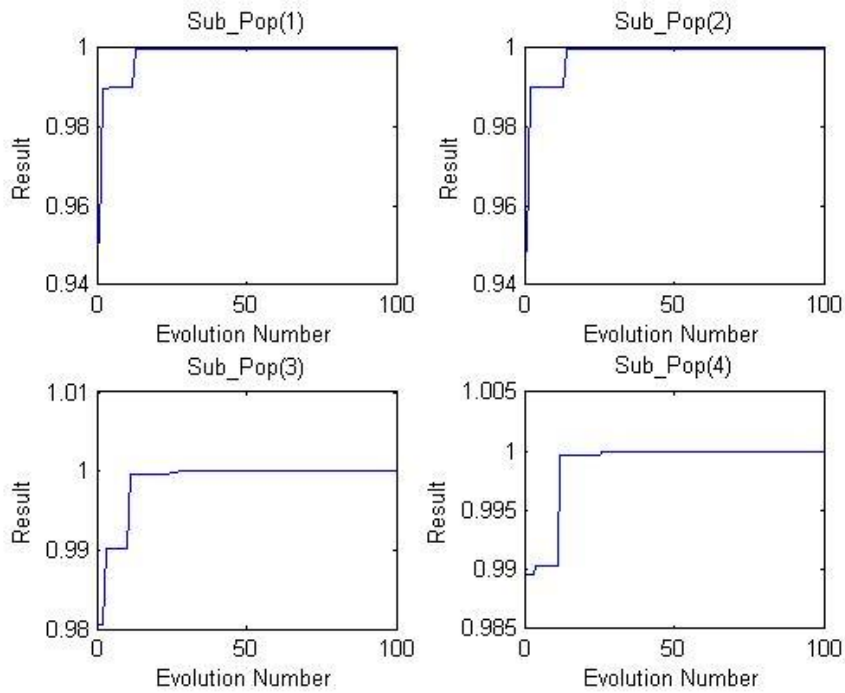 Sub_Pop(1)
1
0.98
0.96
0.94
Result
0
50
100
Evolution Number
Sub_Pop(2)
1
0.98
0.96
0.94
Result
0
50
100
Evolution Number
Sub_Pop(3)
1.01
1
0.99
0.98
Result
0
50
100
Evolution Number
Sub_Pop(4)
1.005
1
0.995
0.99
0.985
Result
0
50
100
Evolution Number